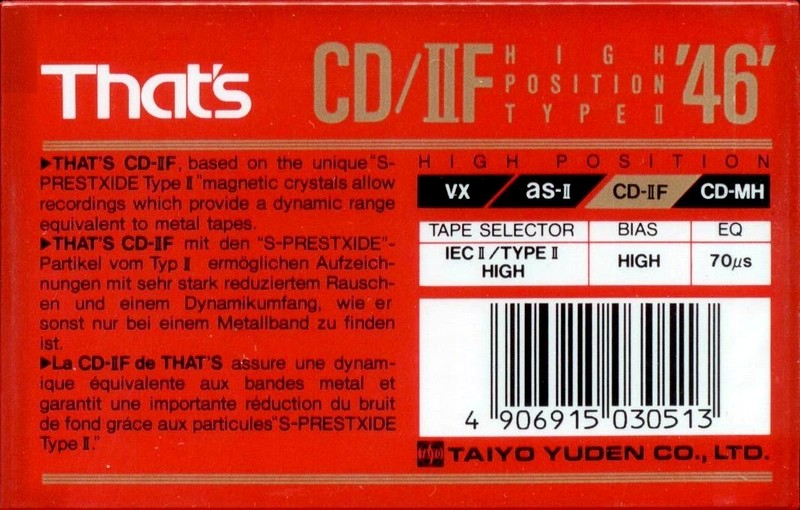 That's
CD/ⅡF
HIGH
POSITION
TYPE Ⅱ
'46'
▶THAT'S CD-ⅡF, based on the unique "S-
PRESTXIDE Type Ⅱ" magnetic crystals allow
recordings which provide a dynamic range
equivalent to metal tapes.
▶THAT'S CD-ⅡF mit den "S-PRESTXIDE"-
Partikel vom Typ Ⅱ ermöglichen Aufzeich-
nungen mit sehr stark reduziertem Rausch-
en und einem Dynamikumfang, wie er
sonst nur bei einem Metallband zu finden
ist.
▶La CD-ⅡF de THAT'S assure une dynam-
ique équivalente aux bandes metal et
garantit une importante réduction du bruit
de fond grâce aux particules "S-PRESTXIDE
Type Ⅱ."
HIGH POSITION
VX as-Ⅱ CD-ⅡF CD-MH
TAPE SELECTOR BIAS EQ
IEC Ⅱ/TYPE Ⅱ
HIGH HIGH 70μs
4 906915 030513
TAIYO YUDEN CO., LTD.